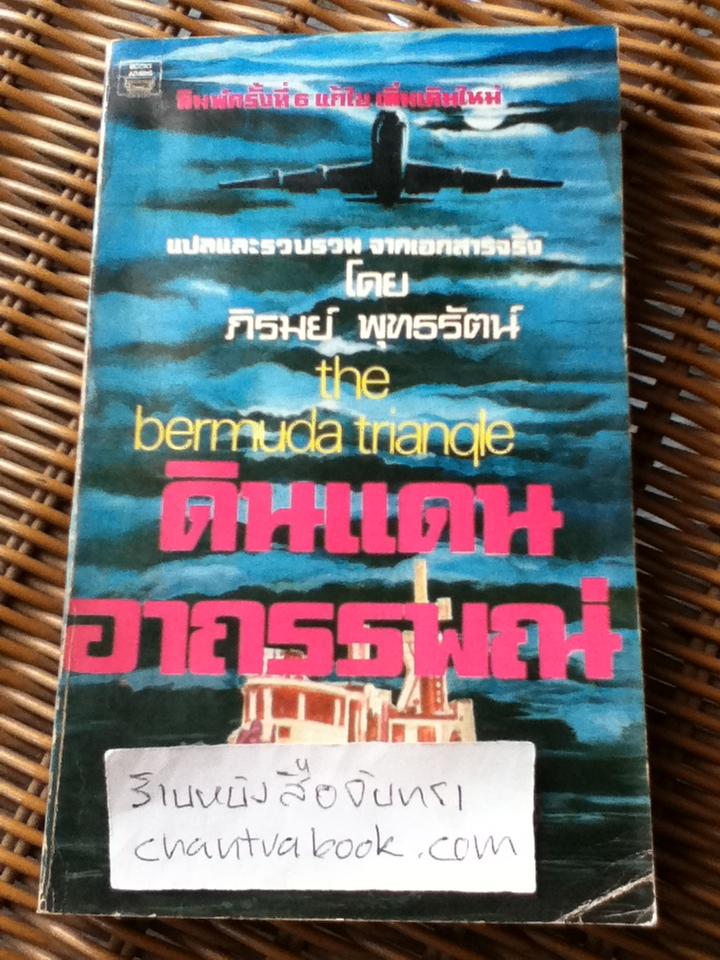 พิมพ์ครั้งที่ ๖ แก้ไข เพิ่มเติมใหม่
แปลและรวบรวม จากเอกสารจริง
โดย
ภิรมย์ พุทธรัตน์
the
bermuda triangle
ดินแดน
อาถรรพณ์
ร้านหนังสือจันทรา
chantrabook.com